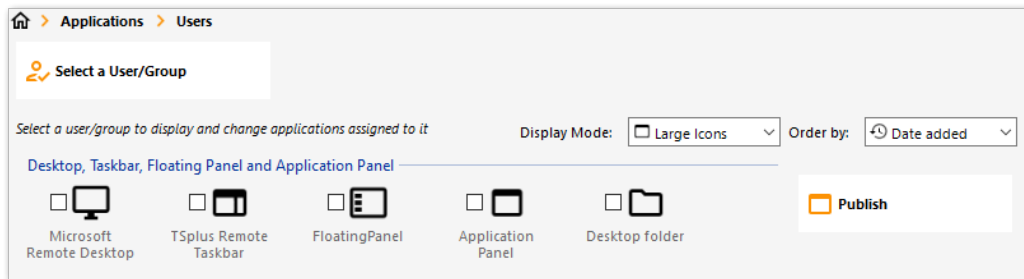 Applications > Users
Select a User/Group
Select a user/group to display and change applications assigned to it
Display Mode: Large Icons Order by: Date added
Desktop, Taskbar, Floating Panel and Application Panel
Publish
Microsoft
Remote Desktop
TSplus Remote
Taskbar
FloatingPanel
Application
Panel
Desktop folder